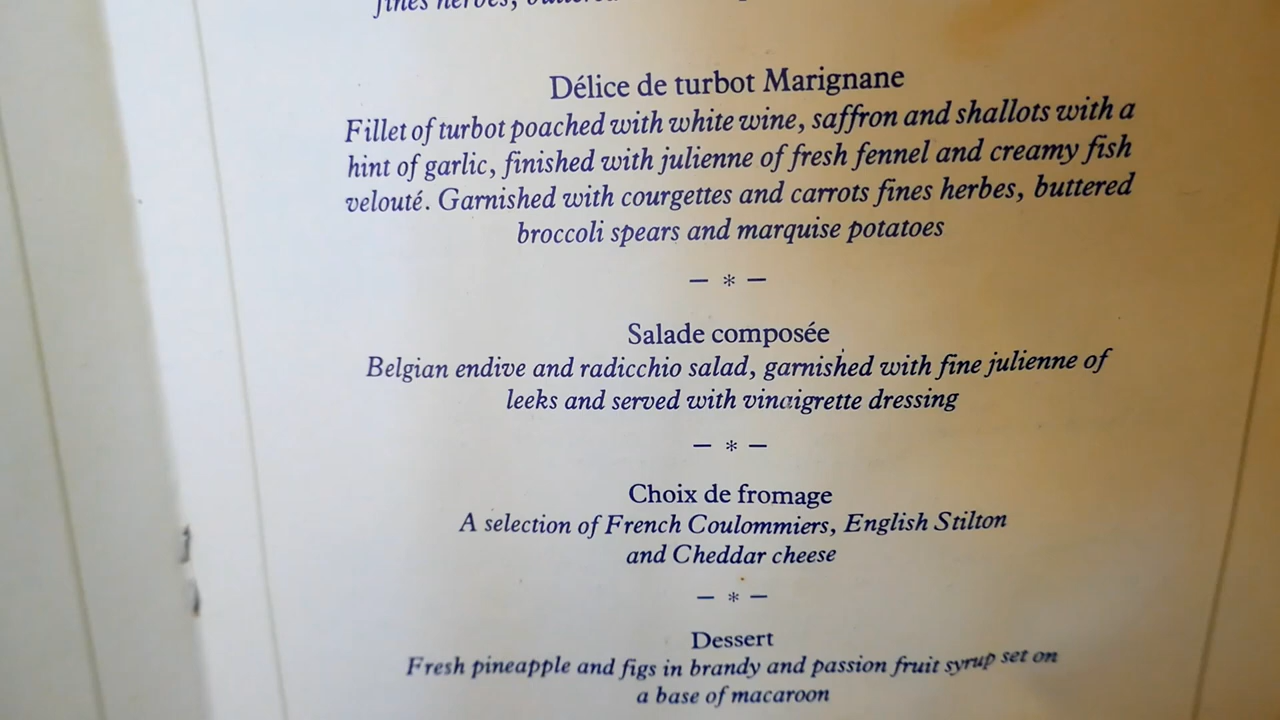 fines herbes, buttered
Délice de turbot Marignane
Fillet of turbot poached with white wine, saffron and shallots with a
hint of garlic, finished with julienne of fresh fennel and creamy fish
velouté. Garnished with courgettes and carrots fines herbes, buttered
broccoli spears and marquise potatoes
— * —
Salade composée
Belgian endive and radicchio salad, garnished with fine julienne of
leeks and served with vinaigrette dressing
— * —
Choix de fromage
A selection of French Coulommiers, English Stilton
and Cheddar cheese
— * —
Dessert
Fresh pineapple and figs in brandy and passion fruit syrup set on
a base of macaroon